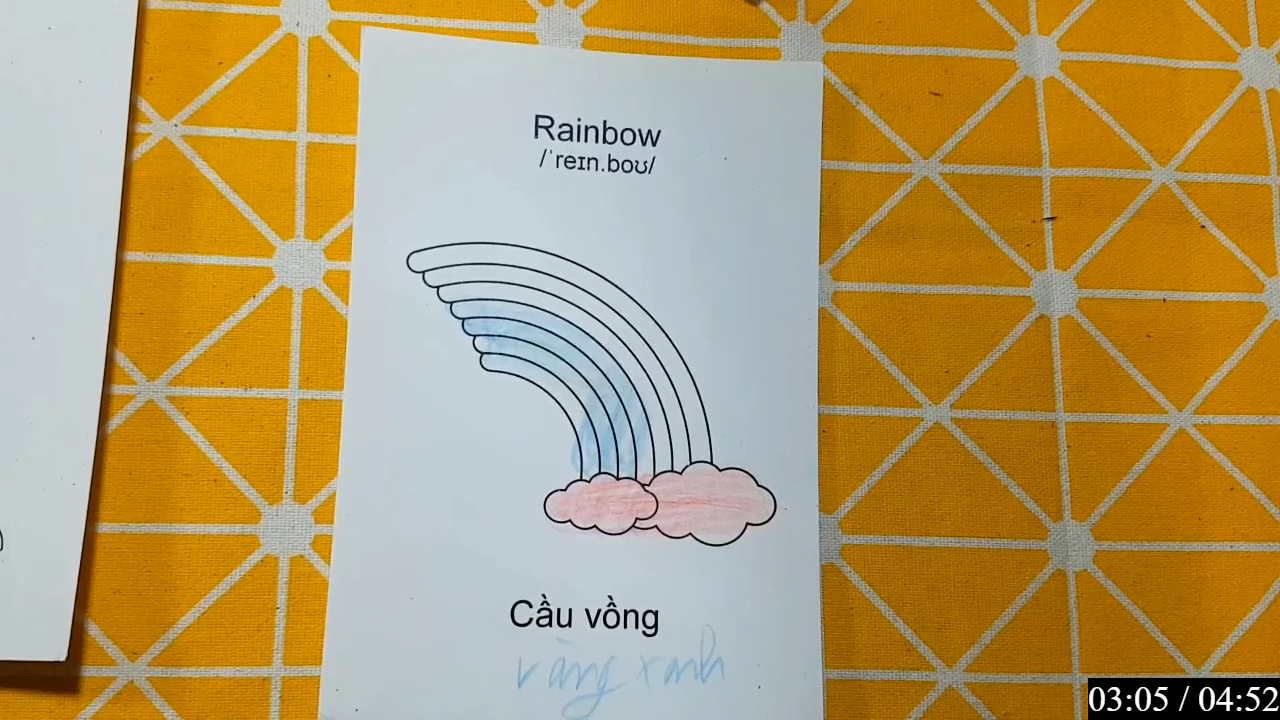 Rainbow
/ˈreɪn.boʊ/
Cầu vồng
vàng xanh
03:05 / 04:52